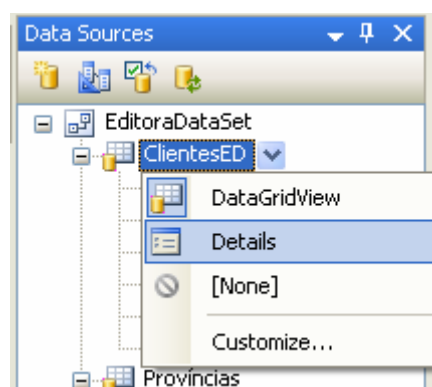 Data Sources
EditoraDataSet
ClientesED
DataGridView
Details
[None]
Customize...
Províncias